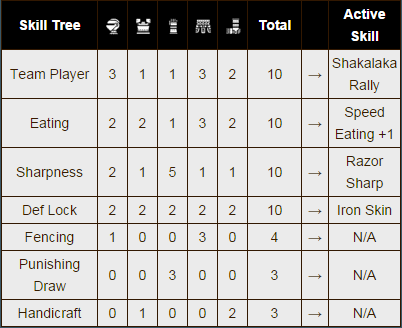 Skill Tree Total Active Skill
Team Player 3 1 1 3 2 10 → Shakalaka Rally
Eating 2 2 1 3 2 10 → Speed Eating +1
Sharpness 2 1 5 1 1 10 → Razor Sharp
Def Lock 2 2 2 2 2 10 → Iron Skin
Fencing 1 0 0 3 0 4 → N/A
Punishing Draw 0 0 3 0 0 3 → N/A
Handicraft 0 1 0 0 2 3 → N/A